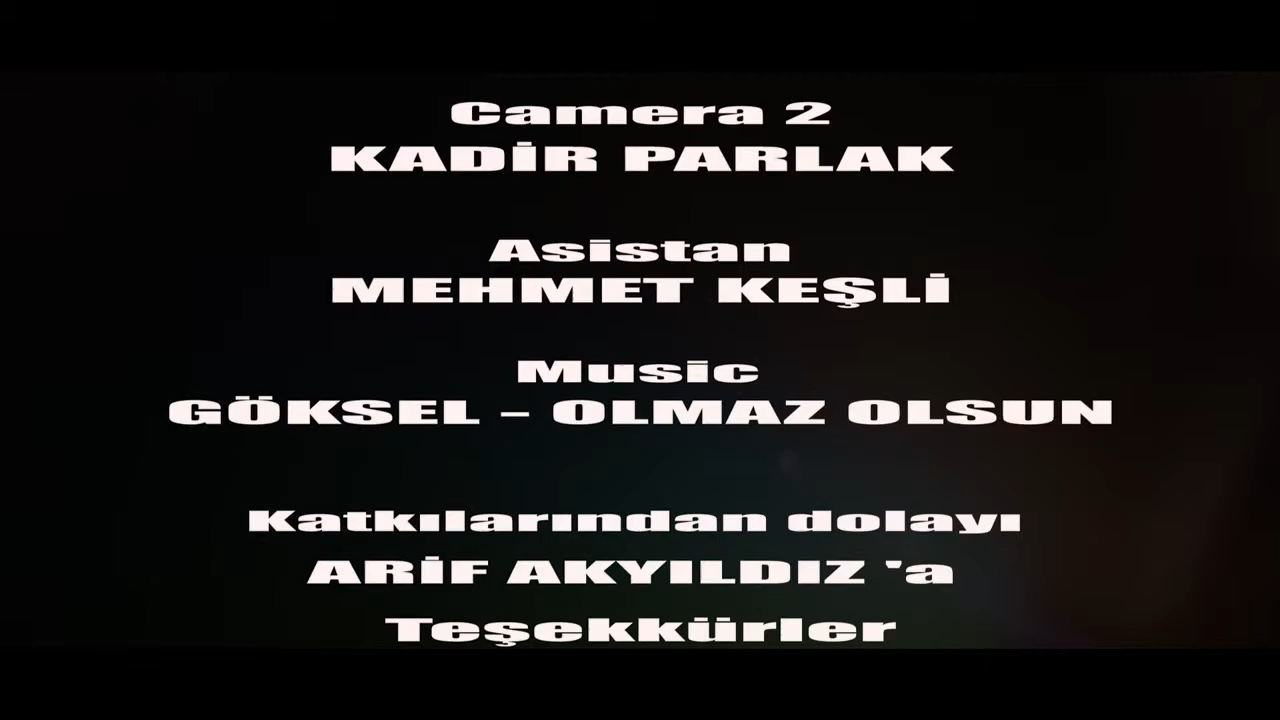 Camera 2
KADİR PARLAK
Asistan
MEHMET KEŞLİ
Music
GÖKSEL - OLMAZ OLSUN
Katkılarından dolayı
ARİF AKYILDIZ 'a
Teşekkürler